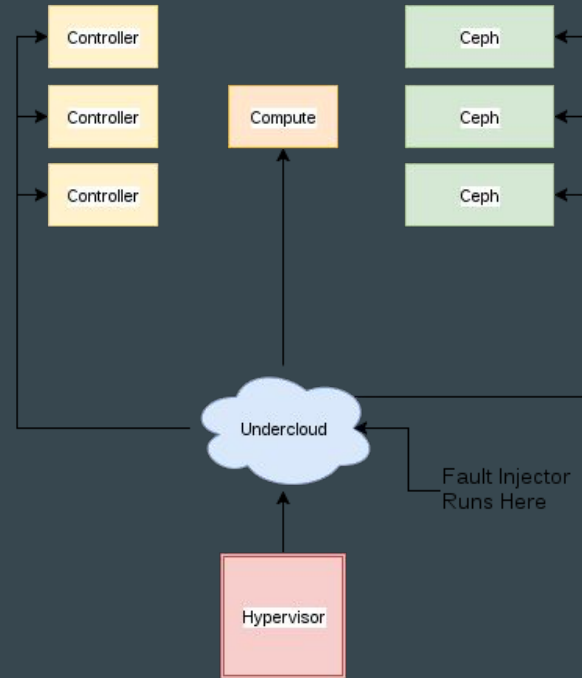 Controller
Ceph
Controller
Compute
Ceph
Controller
Ceph
Undercloud
Fault Injector
Runs Here
Hypervisor